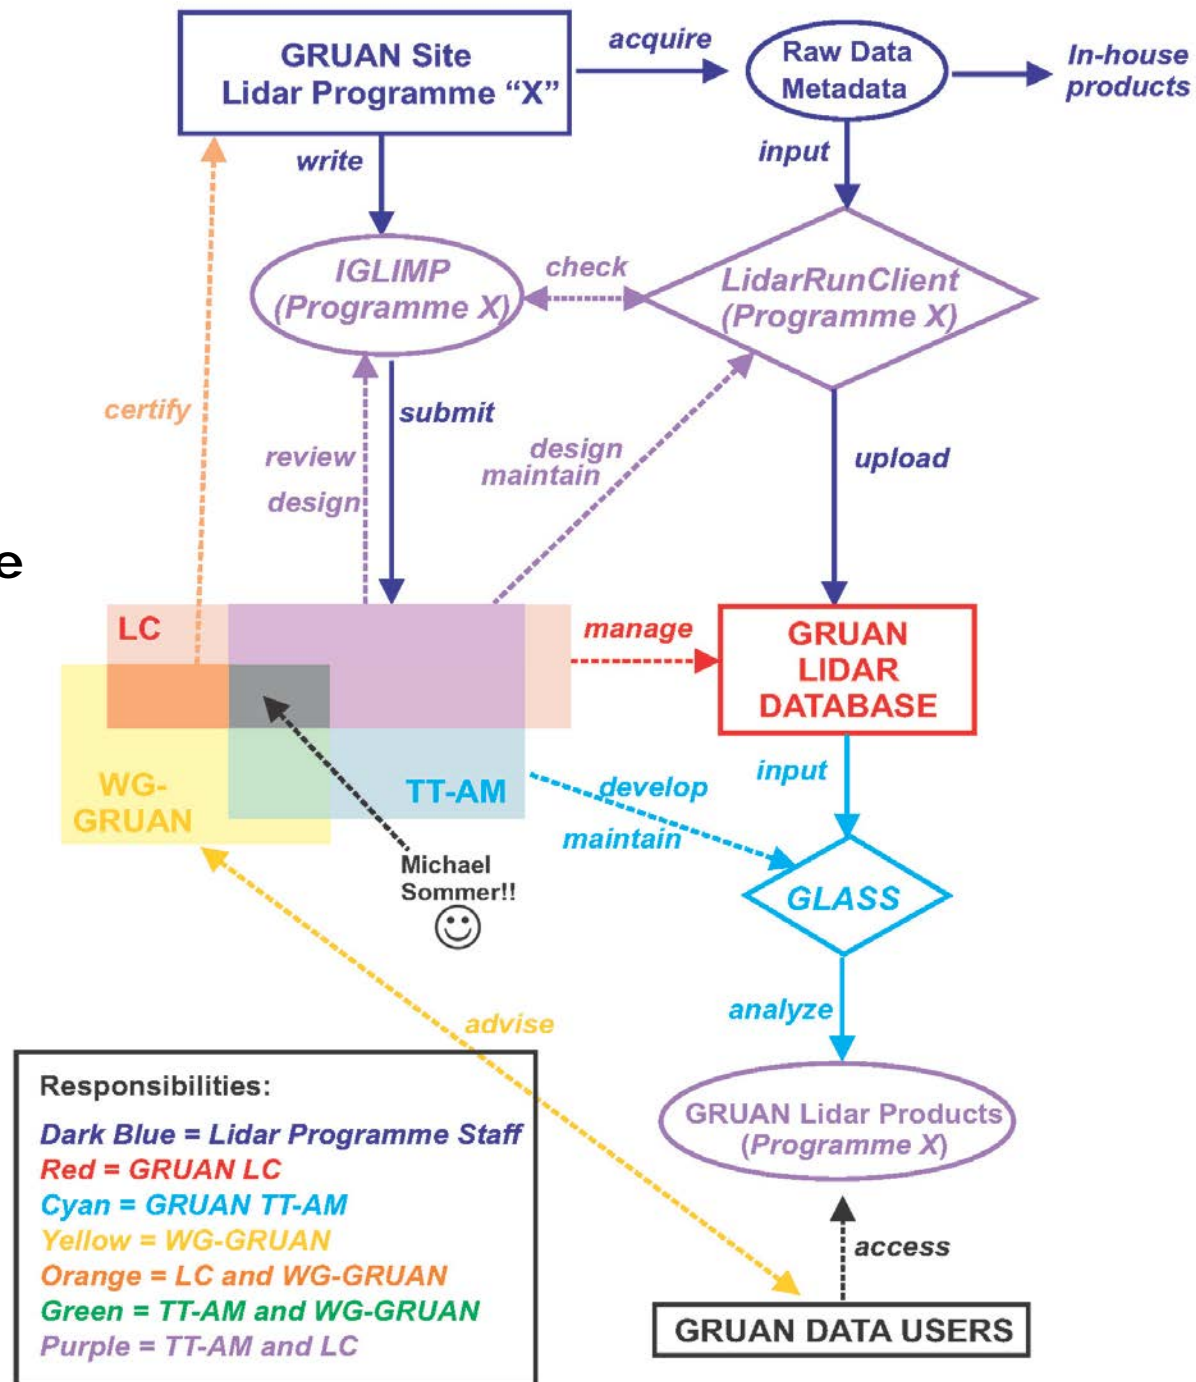 GRUAN Site
Lidar Programme “X”
acquire
Raw Data
Metadata
In-house
products
write
input
IGLIMP
(Programme X)
check
LidarRunClient
(Programme X)
certify
submit
review
design
design
maintain
upload
e
LC
manage
GRUAN
LIDAR
DATABASE
WG-
GRUAN
TT-AM
input
develop
maintain
Michael
Sommer!!
GLASS
analyze
advise
GRUAN Lidar Products
(Programme X)
access
GRUAN DATA USERS
Responsibilities:
Dark Blue = Lidar Programme Staff
Red = GRUAN LC
Cyan = GRUAN TT-AM
Yellow = WG-GRUAN
Orange = LC and WG-GRUAN
Green = TT-AM and WG-GRUAN
Purple = TT-AM and LC